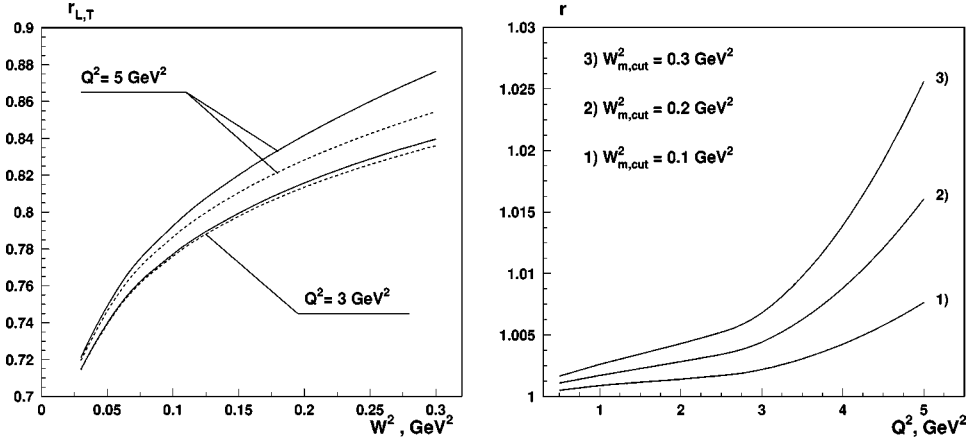 r_L,T
0.9
0.88
0.86
0.84
0.82
0.8
0.78
0.76
0.74
0.72
0.7
Q² = 5 GeV²
Q² = 3 GeV²
0 0.05 0.1 0.15 0.2 0.25 0.3
W² , GeV²
r
1.03
1.025
1.02
1.015
1.01
1.005
1
3) W²m,cut = 0.3 GeV²
2) W²m,cut = 0.2 GeV²
1) W²m,cut = 0.1 GeV²
3)
2)
1)
1 2 3 4 5
Q², GeV²